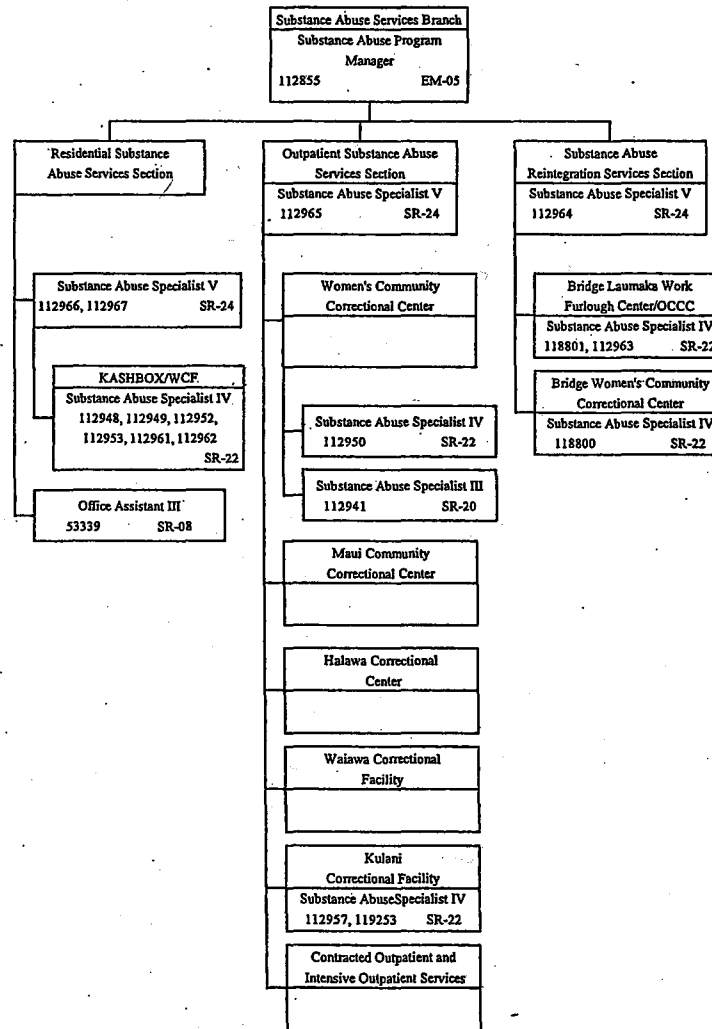 Substance Abuse Services Branch
Substance Abuse Program
Manager
112855 EM-05
Residential Substance
Abuse Services Section
Substance Abuse Specialist V
112966, 112967 SR-24
KASHBOX/WCF
Substance Abuse Specialist IV
112948, 112949, 112952,
112953, 112961, 112962
SR-22
Office Assistant III
53339 SR-08
Outpatient Substance Abuse
Services Section
Substance Abuse Specialist V
112965 SR-24
Women's Community
Correctional Center
Substance Abuse Specialist IV
112950 SR-22
Substance Abuse Specialist III
112941 SR-20
Maui Community
Correctional Center
Halawa Correctional
Center
Waiawa Correctional
Facility
Kulani
Correctional Facility
Substance AbuseSpecialist IV
112957, 119253 SR-22
Contracted Outpatient and
Intensive Outpatient Services
Substance Abuse
Reintegration Services Section
Substance Abuse Specialist V
112964 SR-24
Bridge Laumaka Work
Furlough Center/OCCC
Substance Abuse Specialist IV
118801, 112963 SR-22
Bridge Women's Community
Correctional Center
Substance Abuse Specialist IV
118800 SR-22